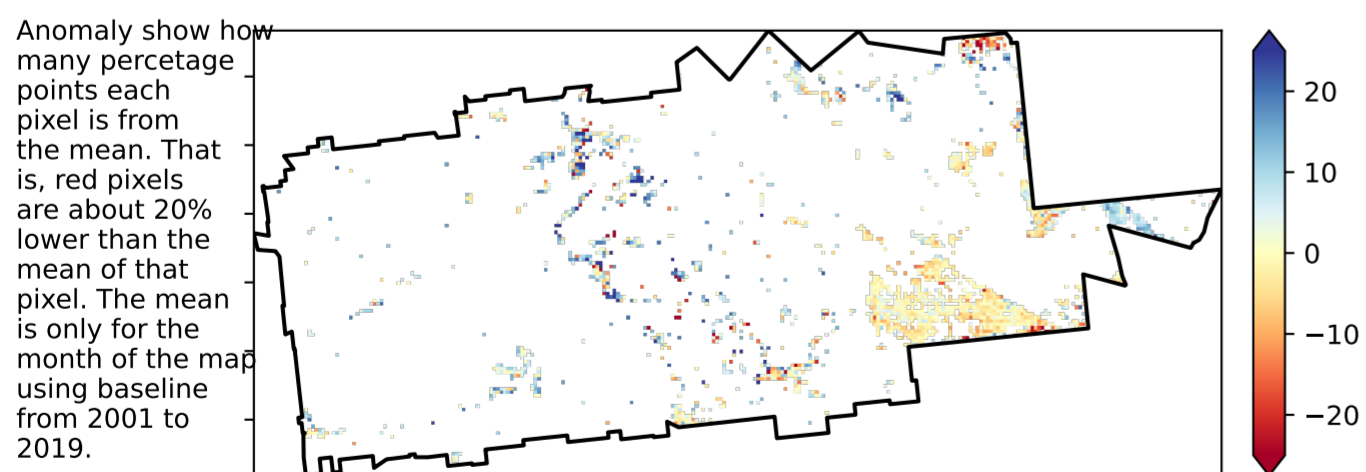 Anomaly show how
many percetage
points each
pixel is from
the mean. That
is, red pixels
are about 20%
lower than the
mean of that
pixel. The mean
is only for the
month of the map
using baseline
from 2001 to
2019.
20
10
0
−10
−20